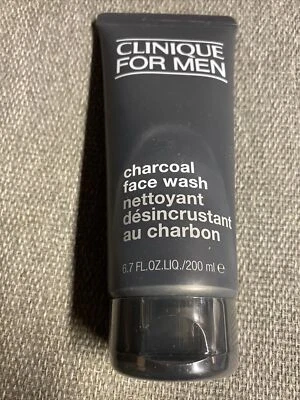 CLINIQUE
FOR MEN
charcoal
face wash
nettoyant
désincrustant
au charbon
6.7 FL.OZ.LIQ./200 ml ℮